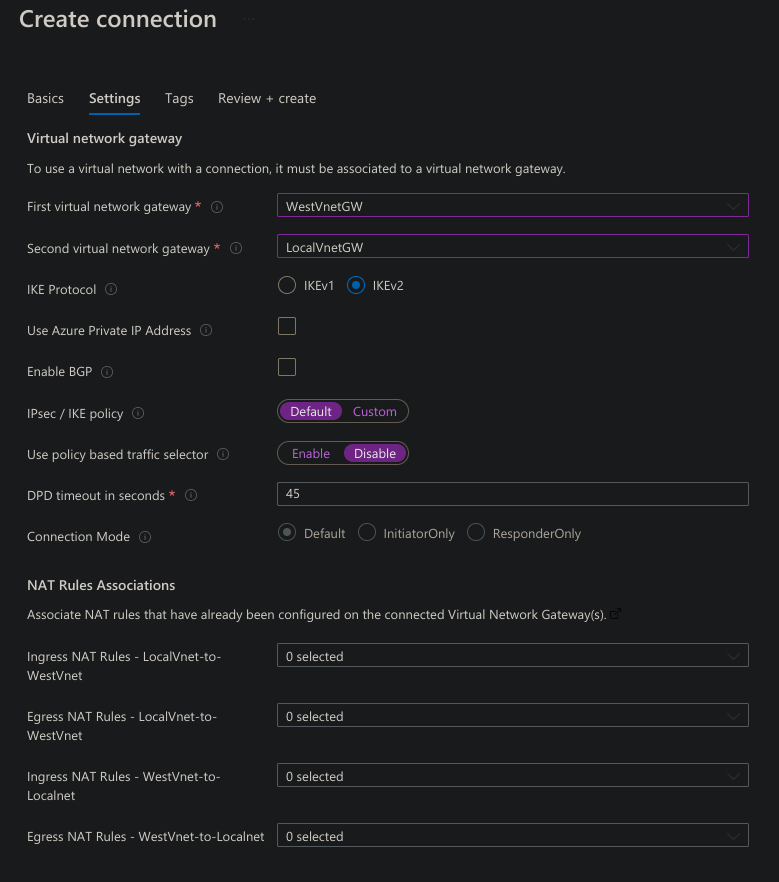 Create connection ...
Basics Settings Tags Review + create
Virtual network gateway
To use a virtual network with a connection, it must be associated to a virtual network gateway.
First virtual network gateway * WestVnetGW
Second virtual network gateway * LocalVnetGW
IKE Protocol IKEv1 IKEv2
Use Azure Private IP Address
Enable BGP
IPsec / IKE policy Default Custom
Use policy based traffic selector Enable Disable
DPD timeout in seconds * 45
Connection Mode Default InitiatorOnly ResponderOnly
NAT Rules Associations
Associate NAT rules that have already been configured on the connected Virtual Network Gateway(s).
Ingress NAT Rules - LocalVnet-to-
WestVnet
0 selected
Egress NAT Rules - LocalVnet-to-
WestVnet
0 selected
Ingress NAT Rules - WestVnet-to-
Localnet
0 selected
Egress NAT Rules - WestVnet-to-Localnet 0 selected